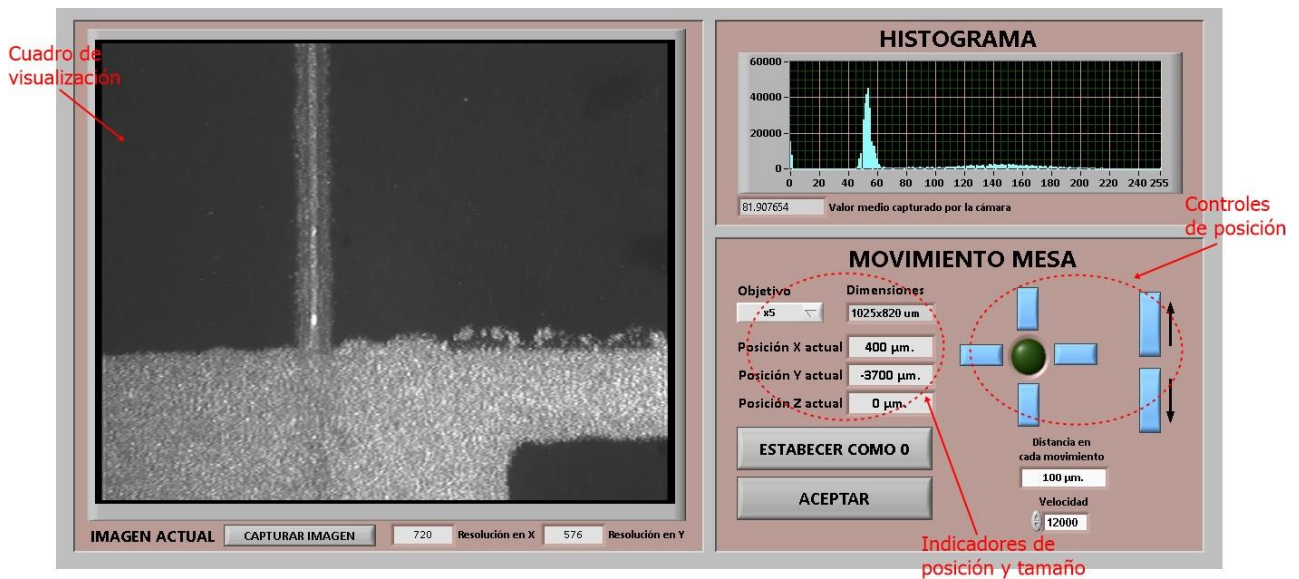 Cuadro de
visualización
IMAGEN ACTUAL
CAPTURAR IMAGEN
720
Resolución en X
576
Resolución en Y
HISTOGRAMA
60000
40000
20000
0
0 20 40 60 80 100 120 140 160 180 200 220 240 255
81.907654
Valor medio capturado por la cámara
Controles
de posición
MOVIMIENTO MESA
Objetivo
Dimensiones
x5
1025x820 um
Posición X actual
400 µm.
Posición Y actual
-3700 µm.
Posición Z actual
0 µm.
ESTABECER COMO 0
ACEPTAR
Distancia en
cada movimiento
100 µm.
Velocidad
12000
Indicadores de
posición y tamaño